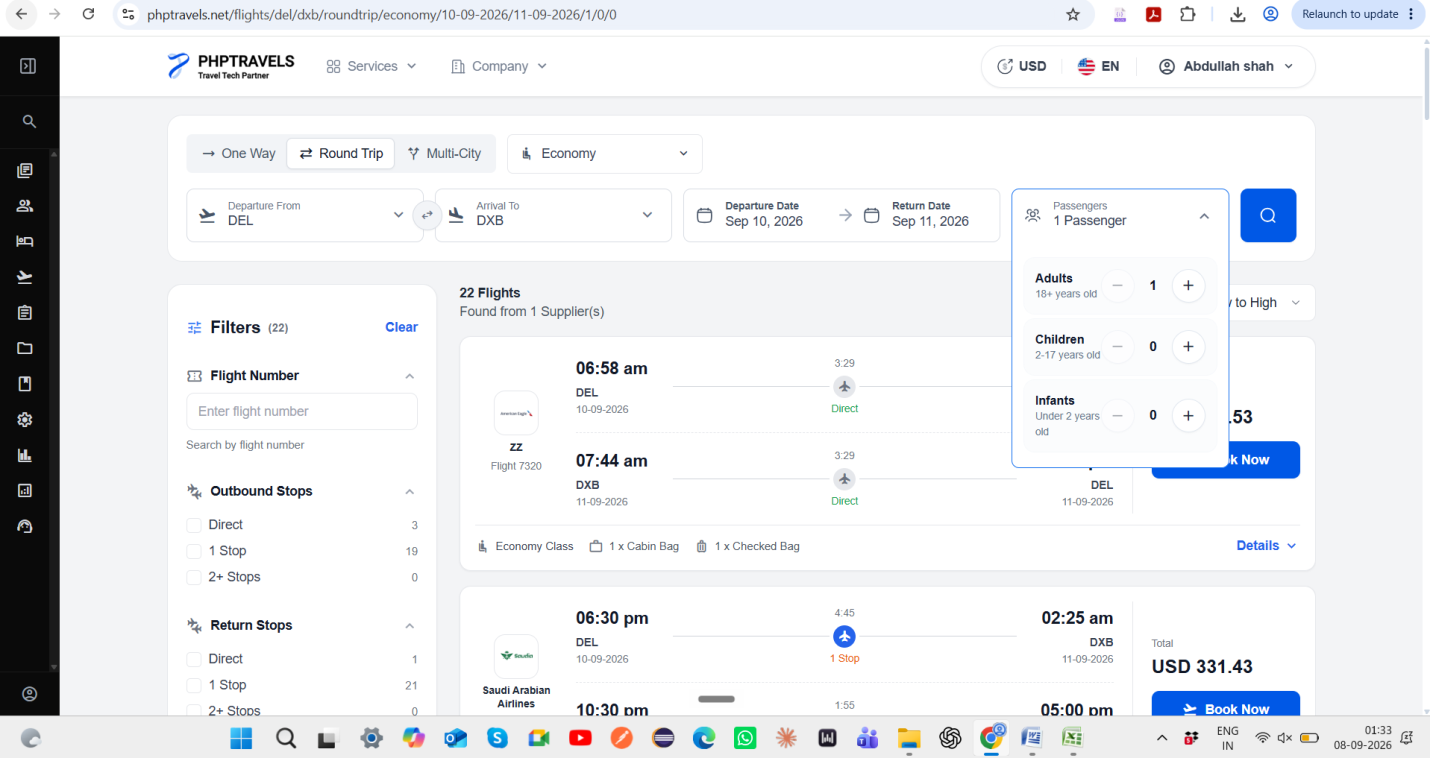 phptravels.net/flights/del/dxb/roundtrip/economy/10-09-2026/11-09-2026/1/0/0
Relaunch to update
PHPTRAVELS
Travel Tech Partner
Services
Company
USD
EN
Abdullah shah
One Way
Round Trip
Multi-City
Economy
Departure From
DEL
Arrival To
DXB
Departure Date
Sep 10, 2026
Return Date
Sep 11, 2026
Passengers
1 Passenger
Adults
18+ years old
1
Children
2-17 years old
0
Infants
Under 2 years
old
0
Filters (22)
Clear
Flight Number
Enter flight number
Search by flight number
Outbound Stops
Direct 3
1 Stop 19
2+ Stops 0
Return Stops
Direct 1
1 Stop 21
2+ Stops 0
22 Flights
Found from 1 Supplier(s)
to High
ZZ
Flight 7320
06:58 am
DEL
10-09-2026
3:29
Direct
07:44 am
DXB
11-09-2026
3:29
Direct
DEL
11-09-2026
.53
k Now
Economy Class
1 x Cabin Bag
1 x Checked Bag
Details
Saudia
Saudi Arabian
Airlines
06:30 pm
DEL
10-09-2026
4:45
1 Stop
02:25 am
DXB
11-09-2026
10:30 pm
1:55
05:00 pm
Total
USD 331.43
Book Now
ENG
IN
01:33
08-09-2026